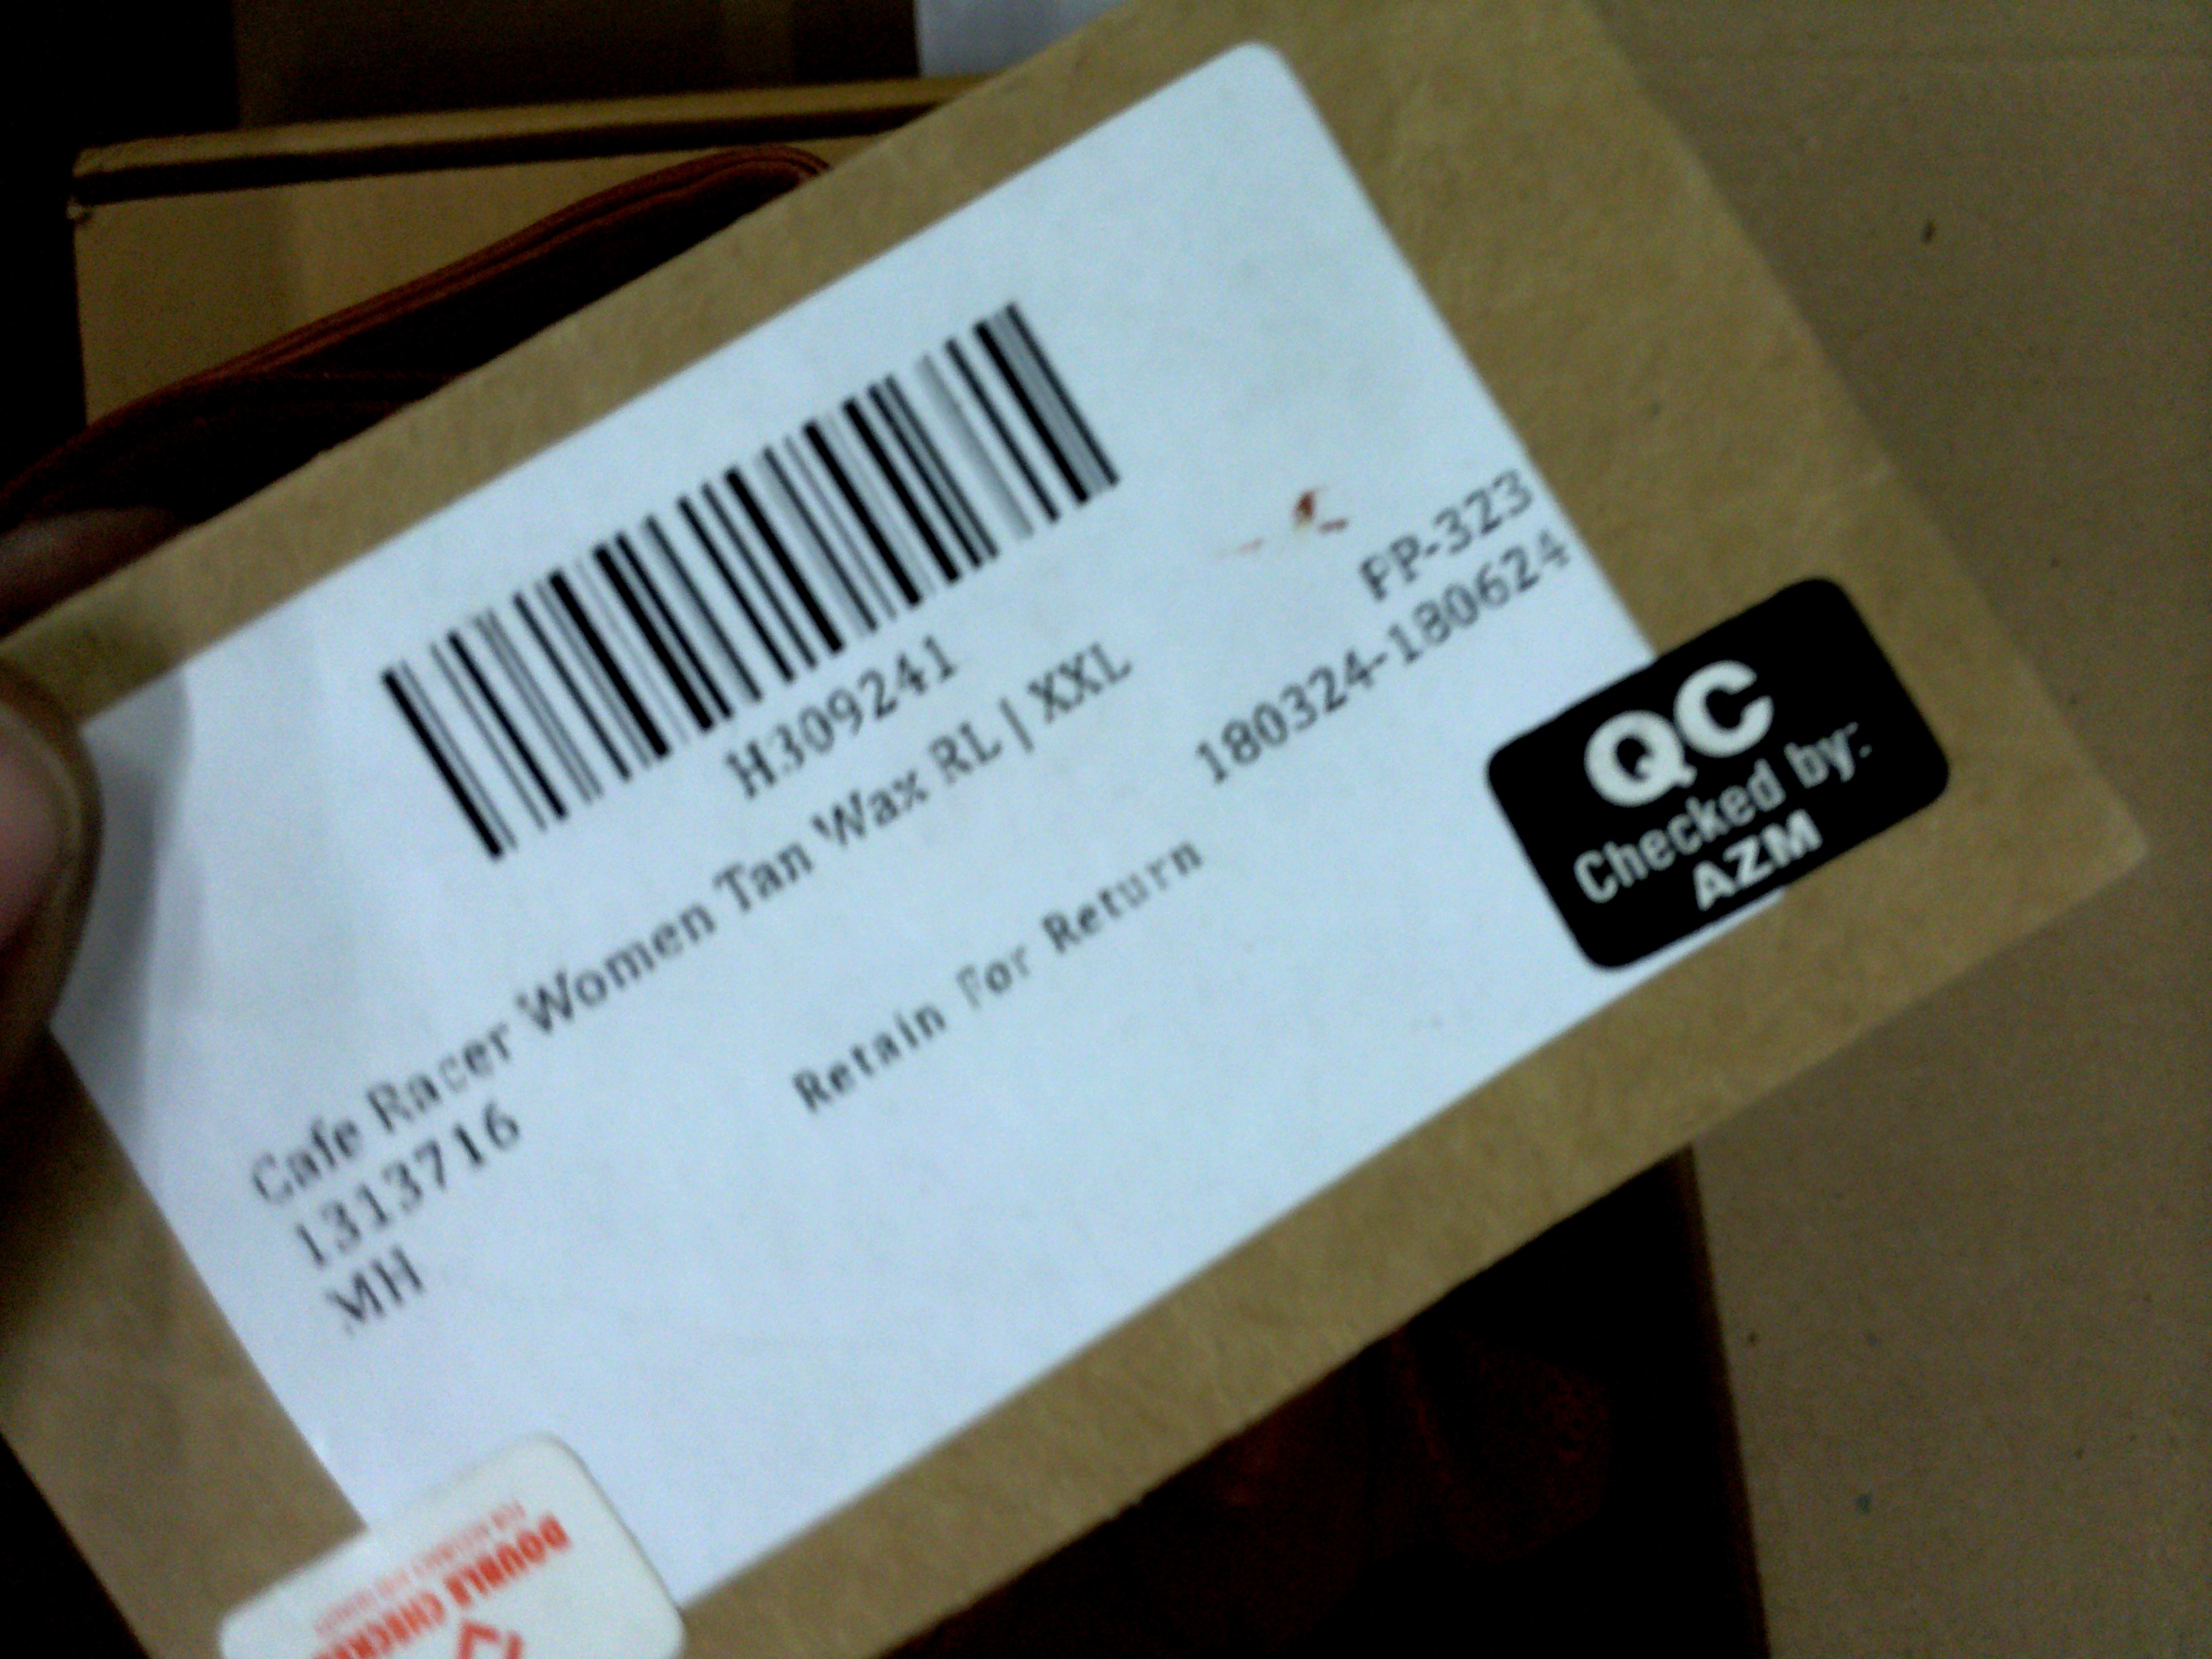 H309241
Cafe Racer Women Tan Wax RL | XXL
1313716
MH
PP-323
180324-180624
Retain For Return
QC
Checked by:
AZM
DOUBLE CHECKED